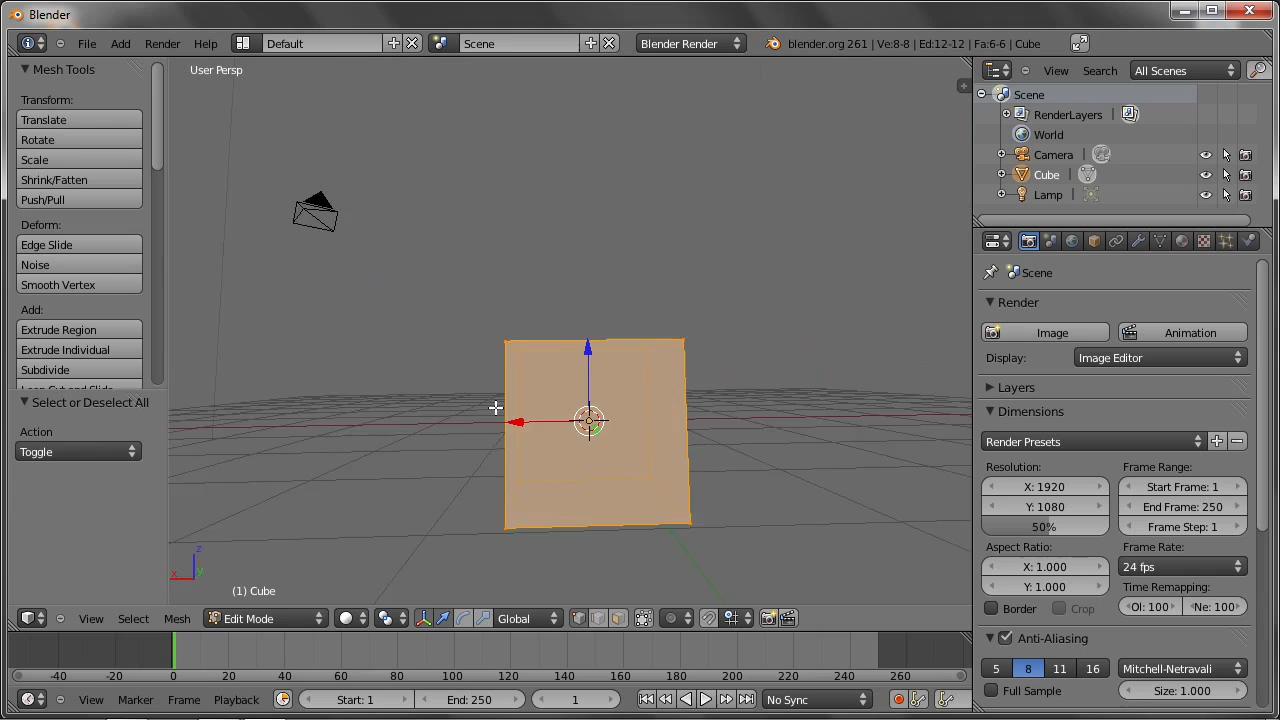 Blender
File Add Render Help Default Scene Blender Render blender.org 261 | Ve:8-8 | Ed:12-12 | Fa:6-6 | Cube
Mesh Tools
Transform:
Translate
Rotate
Scale
Shrink/Fatten
Push/Pull
Deform:
Edge Slide
Noise
Smooth Vertex
Add:
Extrude Region
Extrude Individual
Subdivide
Loop Cut and Slide
Select or Deselect All
Action
Toggle
User Persp
z
x
y
(1) Cube
View Select Mesh Edit Mode Global
-40 -20 0 20 40 60 80 100 120 140 160 180 200 220 240 260
View Marker Frame Playback Start: 1 End: 250 1 No Sync
View Search All Scenes
Scene
RenderLayers |
World
Camera |
Cube |
Lamp |
Scene
Render
Image Animation
Display: Image Editor
Layers
Dimensions
Render Presets
Resolution: Frame Range:
X: 1920 Start Frame: 1
Y: 1080 End Frame: 250
50% Frame Step: 1
Aspect Ratio: Frame Rate:
X: 1.000 24 fps
Y: 1.000 Time Remapping:
Border Crop Ol: 100 Ne: 100
Anti-Aliasing
5 8 11 16 Mitchell-Netravali
Full Sample Size: 1.000